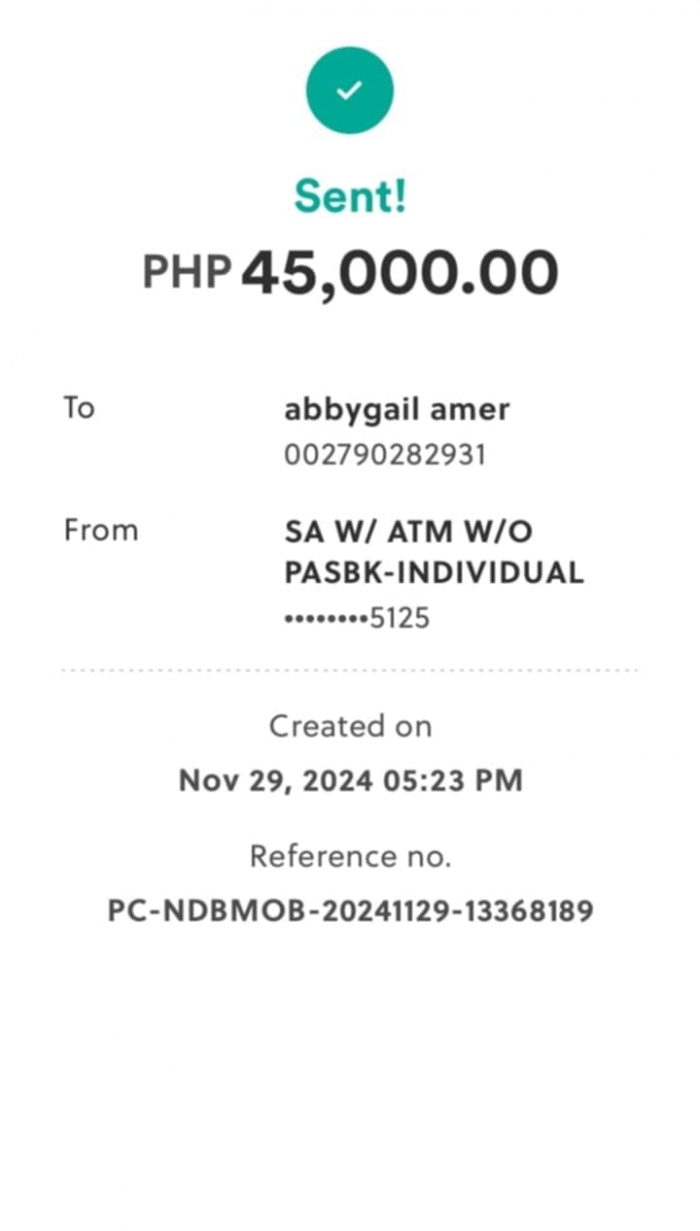 Sent!
PHP 45,000.00
To
abbygail amer
002790282931
From
SA W/ ATM W/O
PASBK-INDIVIDUAL
••••••••5125
Created on
Nov 29, 2024 05:23 PM
Reference no.
PC-NDBMOB-20241129-13368189